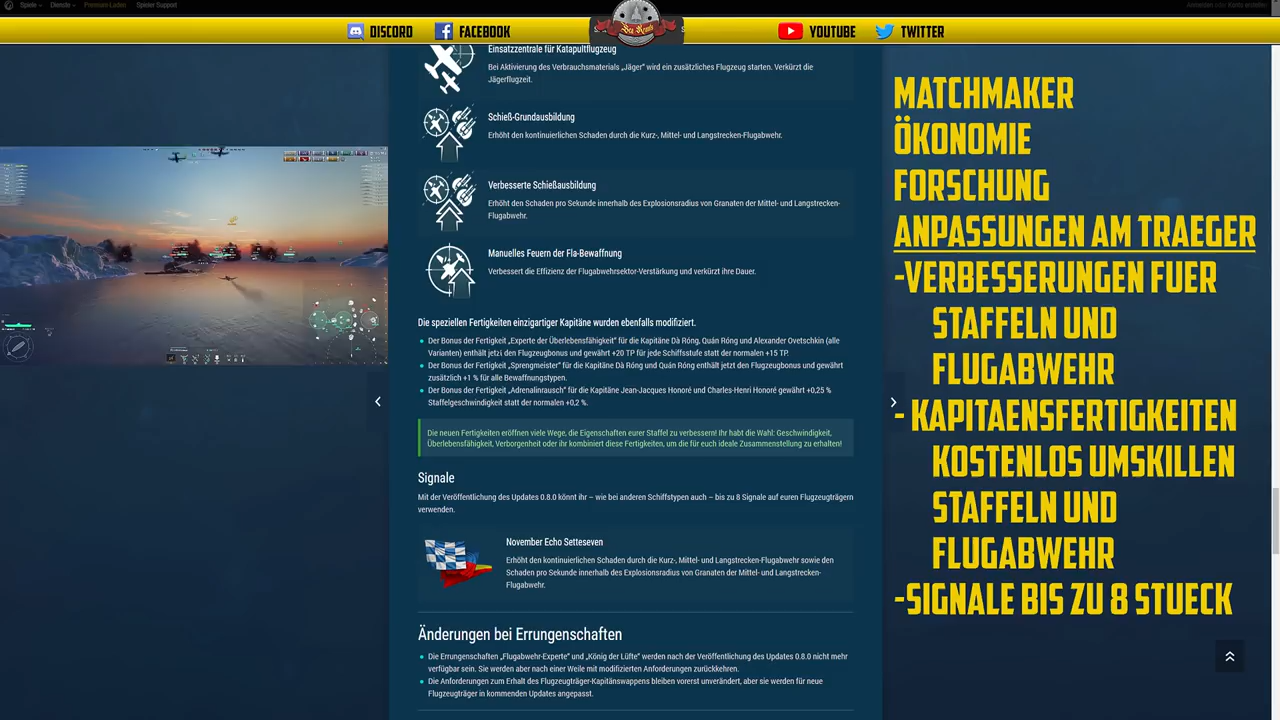 Spiele
Dienste
Premium-Laden
Spieler Support
Anmelden oder Konto erstellen
DISCORD
FACEBOOK
YOUTUBE
TWITTER
Einsatzzentrale für Katapultflugzeug
Bei Aktivierung des Verbrauchsmaterials „Jäger" wird ein zusätzliches Flugzeug starten. Verkürzt die
Jägerflugzeit.
Schieß-Grundausbildung
Erhöht den kontinuierlichen Schaden durch die Kurz-, Mittel- und Langstrecken-Flugabwehr.
Verbesserte Schießausbildung
Erhöht den Schaden pro Sekunde innerhalb des Explosionsradius von Granaten der Mittel- und Langstrecken-
Flugabwehr.
Manuelles Feuern der Fla-Bewaffnung
Verbessert die Effizienz der Flugabwehrsektor-Verstärkung und verkürzt ihre Dauer.
Die speziellen Fertigkeiten einzigartiger Kapitäne wurden ebenfalls modifiziert.
Der Bonus der Fertigkeit „Experte der Überlebensfähigkeit" für die Kapitäne Dà Róng, Quán Róng und Alexander Ovetschkin (alle
Varianten) enthält jetzt den Flugzeugbonus und gewährt +20 TP für jede Schiffsstufe statt der normalen +15 TP.
Der Bonus der Fertigkeit „Sprengmeister" für die Kapitäne Dà Róng und Quán Róng enthält jetzt den Flugzeugbonus und gewährt
zusätzlich +1 % für alle Bewaffnungstypen.
Der Bonus der Fertigkeit „Adrenalinrausch" für die Kapitäne Jean-Jacques Honoré und Charles-Henri Honoré gewährt +0,25 %
Staffelgeschwindigkeit statt der normalen +0,2 %.
Die neuen Fertigkeiten eröffnen viele Wege, die Eigenschaften eurer Staffel zu verbessern! Ihr habt die Wahl: Geschwindigkeit,
Überlebensfähigkeit, Verborgenheit oder ihr kombiniert diese Fertigkeiten, um die für euch ideale Zusammenstellung zu erhalten!
Signale
Mit der Veröffentlichung des Updates 0.8.0 könnt ihr – wie bei anderen Schiffstypen auch – bis zu 8 Signale auf euren Flugzeugträgern
verwenden.
November Echo Setteseven
Erhöht den kontinuierlichen Schaden durch die Kurz-, Mittel- und Langstrecken-Flugabwehr sowie den
Schaden pro Sekunde innerhalb des Explosionsradius von Granaten der Mittel- und Langstrecken-
Flugabwehr.
Änderungen bei Errungenschaften
Die Errungenschaften „Flugabwehr-Experte" und „König der Lüfte" werden nach der Veröffentlichung des Updates 0.8.0 nicht mehr
verfügbar sein. Sie werden aber nach einer Weile mit modifizierten Anforderungen zurückkehren.
Die Anforderungen zum Erhalt des Flugzeugträger-Kapitänswappens bleiben vorerst unverändert, aber sie werden für neue
Flugzeugträger in kommenden Updates angepasst.
MATCHMAKER
ÖKONOMIE
FORSCHUNG
ANPASSUNGEN AM TRAEGER
-VERBESSERUNGEN FUER
STAFFELN UND
FLUGABWEHR
- KAPITAENSFERTIGKEITEN
KOSTENLOS UMSKILLEN
STAFFELN UND
FLUGABWEHR
-SIGNALE BIS ZU 8 STUECK